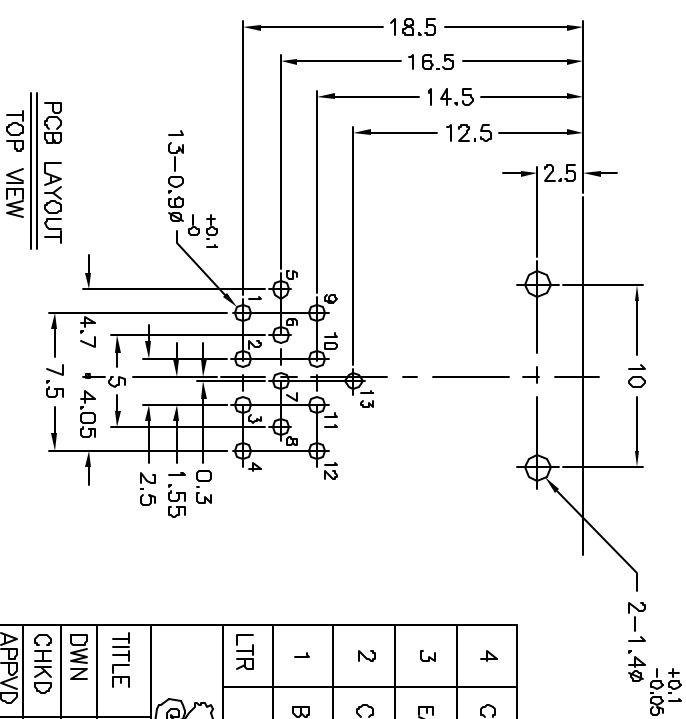 18.5
16.5
14.5
12.5
2.5
10
2-1.4ø +0.1 -0.05
13-0.9ø +0.1 -0
PCB LAYOUT
TOP VIEW
1
2
3
4
5
6
7
8
9
10
11
12
13
4.7
4.05
7.5
5
0.3
1.55
2.5
4 C
3 E
2 C
1 B
LTR
TITLE
DWN
CHKD
APPVD